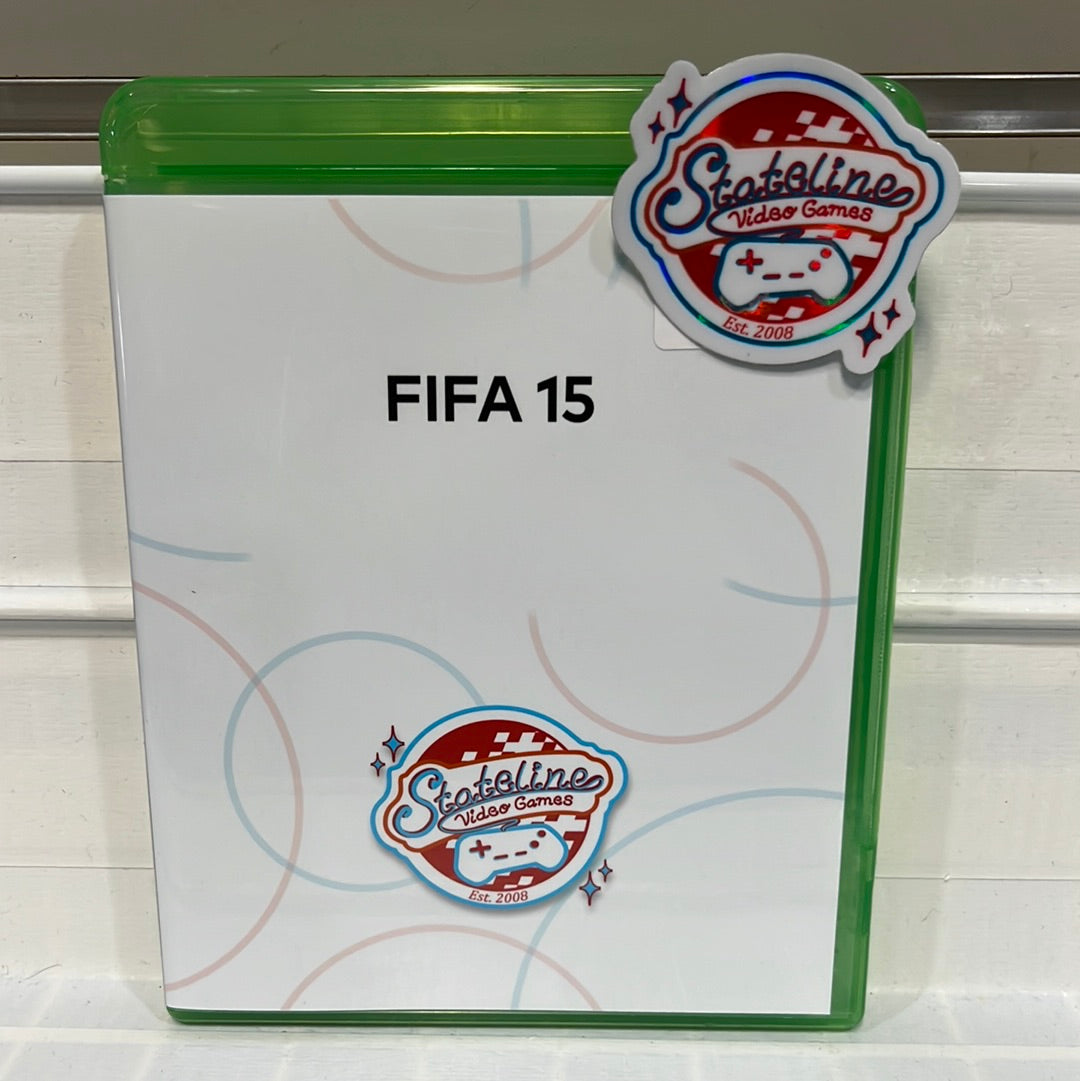 Stateline
Video Games
Est. 2008
FIFA 15
Stateline
Video Games
Est. 2008